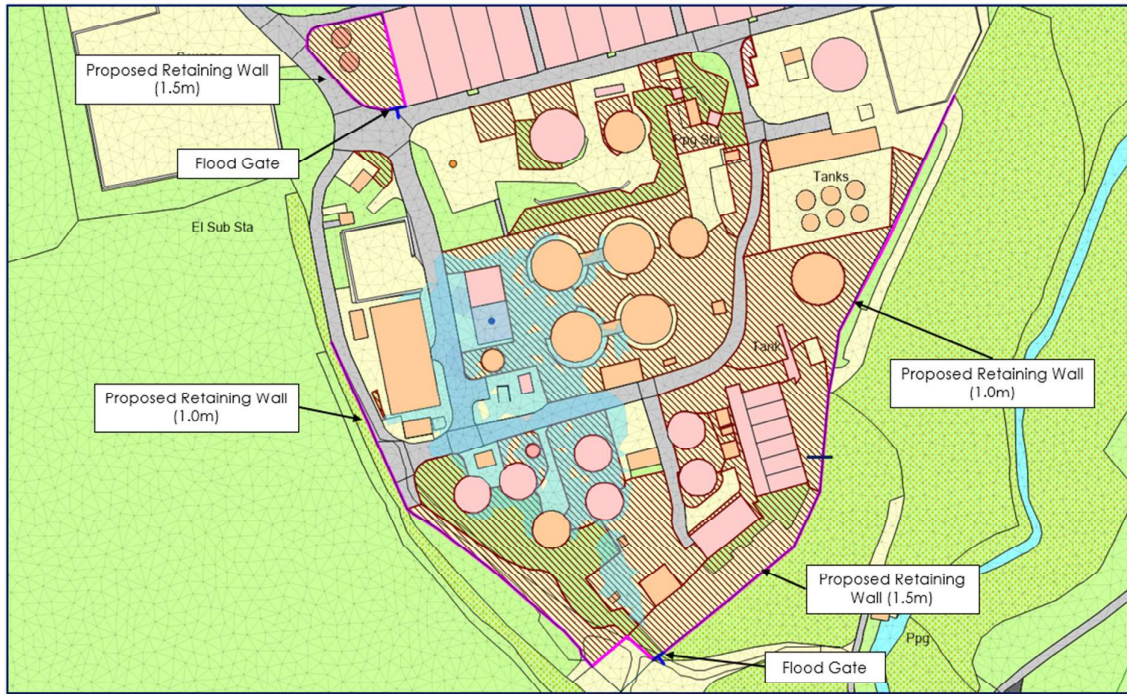 Proposed Retaining Wall
(1.5m)
Flood Gate
Ppg Sta
Tanks
El Sub Sta
Tank
Proposed Retaining Wall
(1.0m)
Proposed Retaining Wall
(1.0m)
Proposed Retaining
Wall (1.5m)
Ppg
Flood Gate